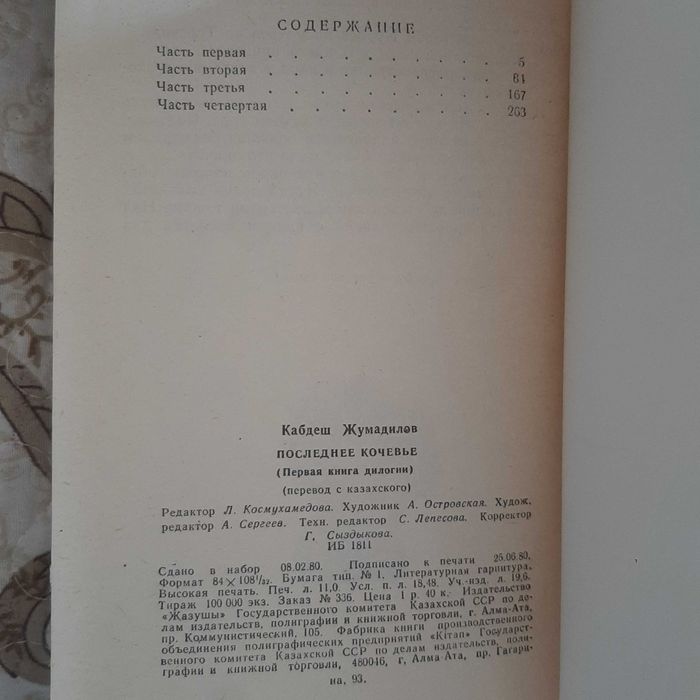 СОДЕРЖАНИЕ
Часть первая . . . . . . . . . . 5
Часть вторая . . . . . . . . . . 81
Часть третья . . . . . . . . . . 167
Часть четвертая . . . . . . . . . 263
Кабдеш Жумадилов
ПОСЛЕДНЕЕ КОЧЕВЬЕ
(Первая книга дилогии)
(перевод с казахского)
Редактор Л. Космухамедова. Художник А. Островская. Худож.
редактор А. Сергеев. Техн. редактор С. Лепесова. Корректор
Г. Сыздыкова.
ИБ 1811
Сдано в набор 08.02.80. Подписано к печати 25.06.80.
Формат 84×108¹/₃₂. Бумага тип. № 1. Литературная гарнитура.
Высокая печать. Печ. л. 11,0. Усл. п. л. 18,48. Уч.-изд. л. 19,6.
Тираж 100 000 экз. Заказ № 336. Цена 1 р. 40 к. Издательство
«Жазушы» Государственного комитета Казахской ССР по де-
лам издательств, полиграфии и книжной торговли, г. Алма-Ата,
пр. Коммунистический, 105. Фабрика книги производственного
объединения полиграфических предприятий «Кітап» Государст-
венного комитета Казахской ССР по делам издательств, поли-
графии и книжной торговли, 480046, г. Алма-Ата, пр. Гагари-
на, 93.